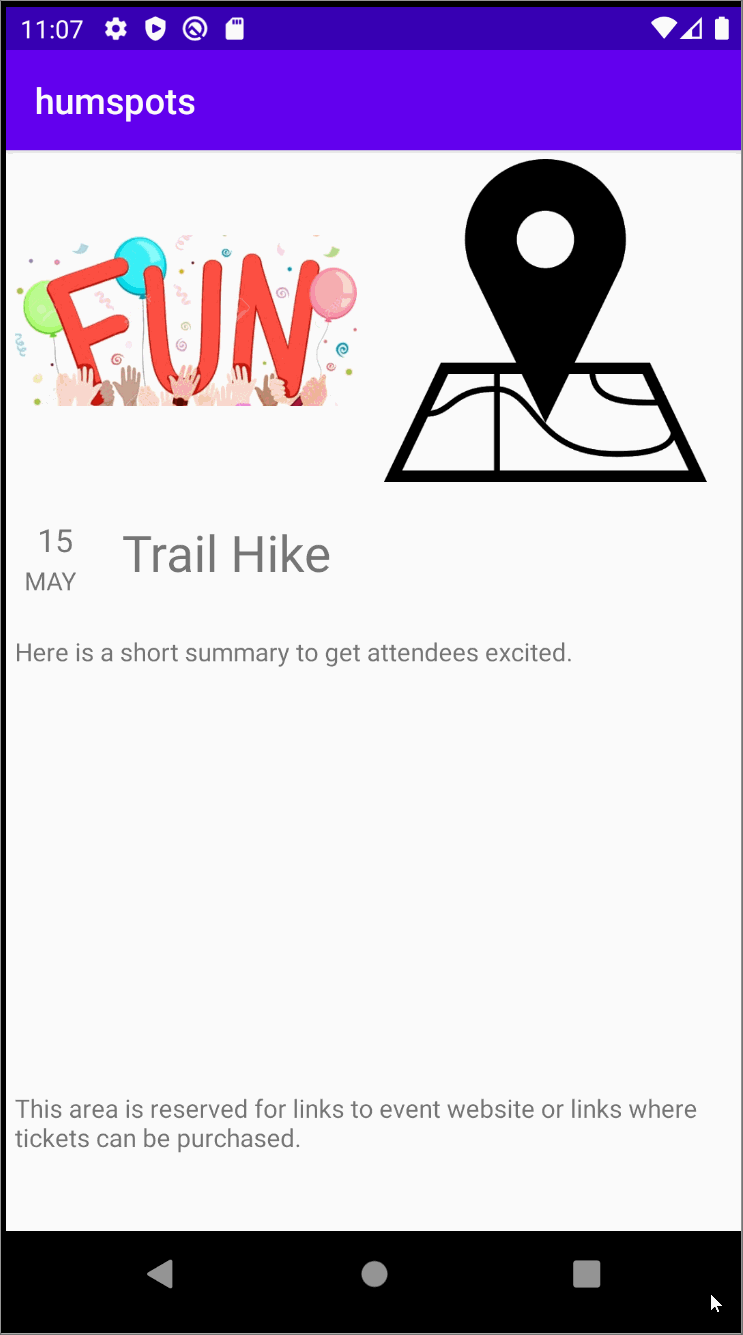 11:07
humspots
FUN
15
MAY
Trail Hike
Here is a short summary to get attendees excited.
This area is reserved for links to event website or links where
tickets can be purchased.